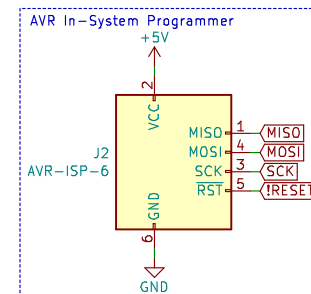 AVR In-System Programmer
+5V
2
VCC
MISO 1 MISO
J2 MOSI 4 MOSI
AVR-ISP-6 SCK 3 SCK
RST 5 !RESET
GND
6
GND